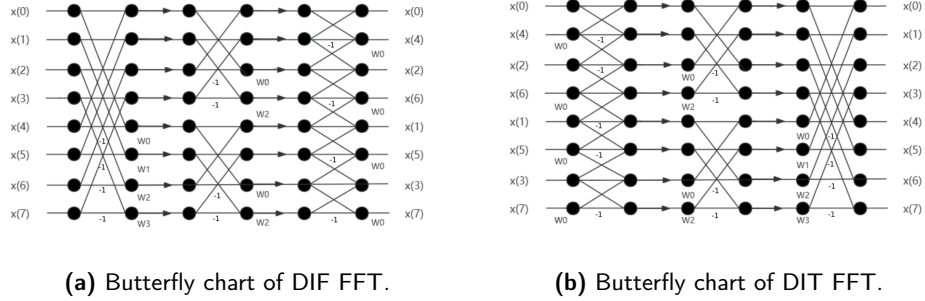 x(0) x(0) x(0) x(0)
x(1) -1 x(4) x(4) -1 x(1)
W0 W0
x(2) -1 x(2) x(2) -1 x(2)
W0 W0 W0
x(3) -1 x(6) x(6) -1 x(3)
W2 W0 W0 W2
x(4) x(1) x(1) -1 x(4)
-1 W0 W0 W0
x(5) -1 x(5) x(5) -1 x(5)
-1 W1 W0 W0 W1
x(6) -1 -1 W0 x(3) x(3) -1 W0 -1 x(6)
W2 W2
x(7) -1 -1 -1 x(7) x(7) -1 -1 -1 x(7)
W3 W2 W0 W0 W2 W3
(a) Butterfly chart of DIF FFT. (b) Butterfly chart of DIT FFT.